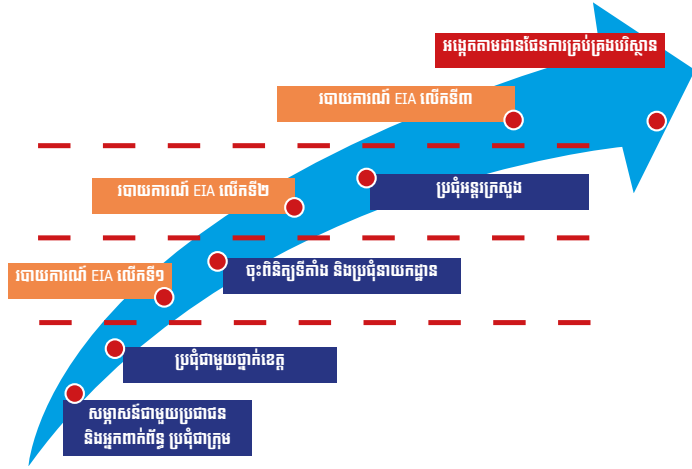 អង្កេតតាមដានផែនការគ្រប់គ្រងបរិស្ថាន
របាយការណ៍ EIA លើកទី៣
របាយការណ៍ EIA លើកទី២
ប្រជុំអន្តរក្រសួង
របាយការណ៍ EIA លើកទី១
ចុះពិនិត្យទីតាំង និងប្រជុំនាយកដ្ឋាន
ប្រជុំជាមួយថ្នាក់ខេត្ត
សម្ភាសន៍ជាមួយប្រជាជន
និងអ្នកពាក់ព័ន្ធ ប្រជុំជាក្រុម